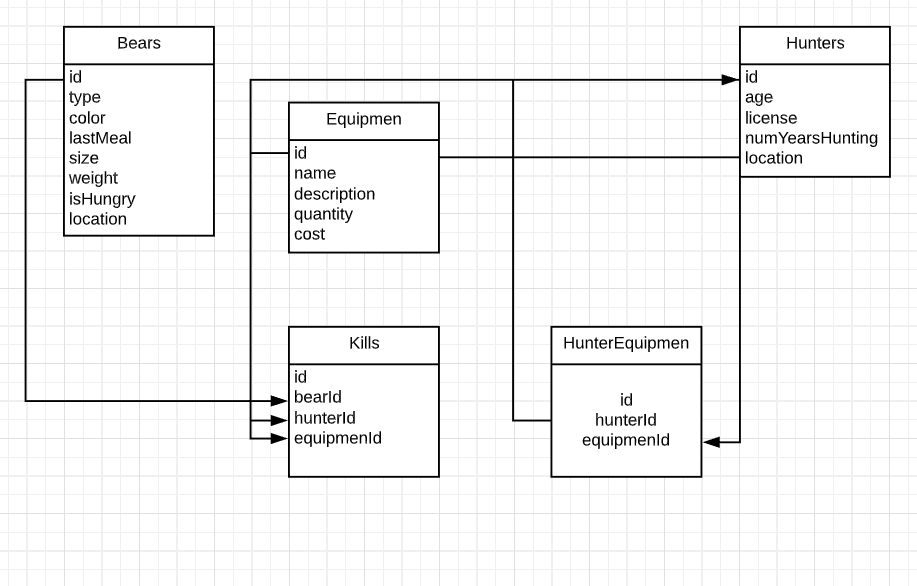 Bears
id
type
color
lastMeal
size
weight
isHungry
location
Equipmen
id
name
description
quantity
cost
Hunters
id
age
license
numYearsHunting
location
Kills
id
bearId
hunterId
equipmenId
HunterEquipmen
id
hunterId
equipmenId